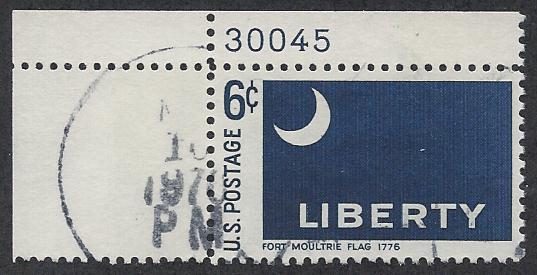 30045
6¢
U.S. POSTAGE
LIBERTY
FORT MOULTRIE FLAG 1776
PM